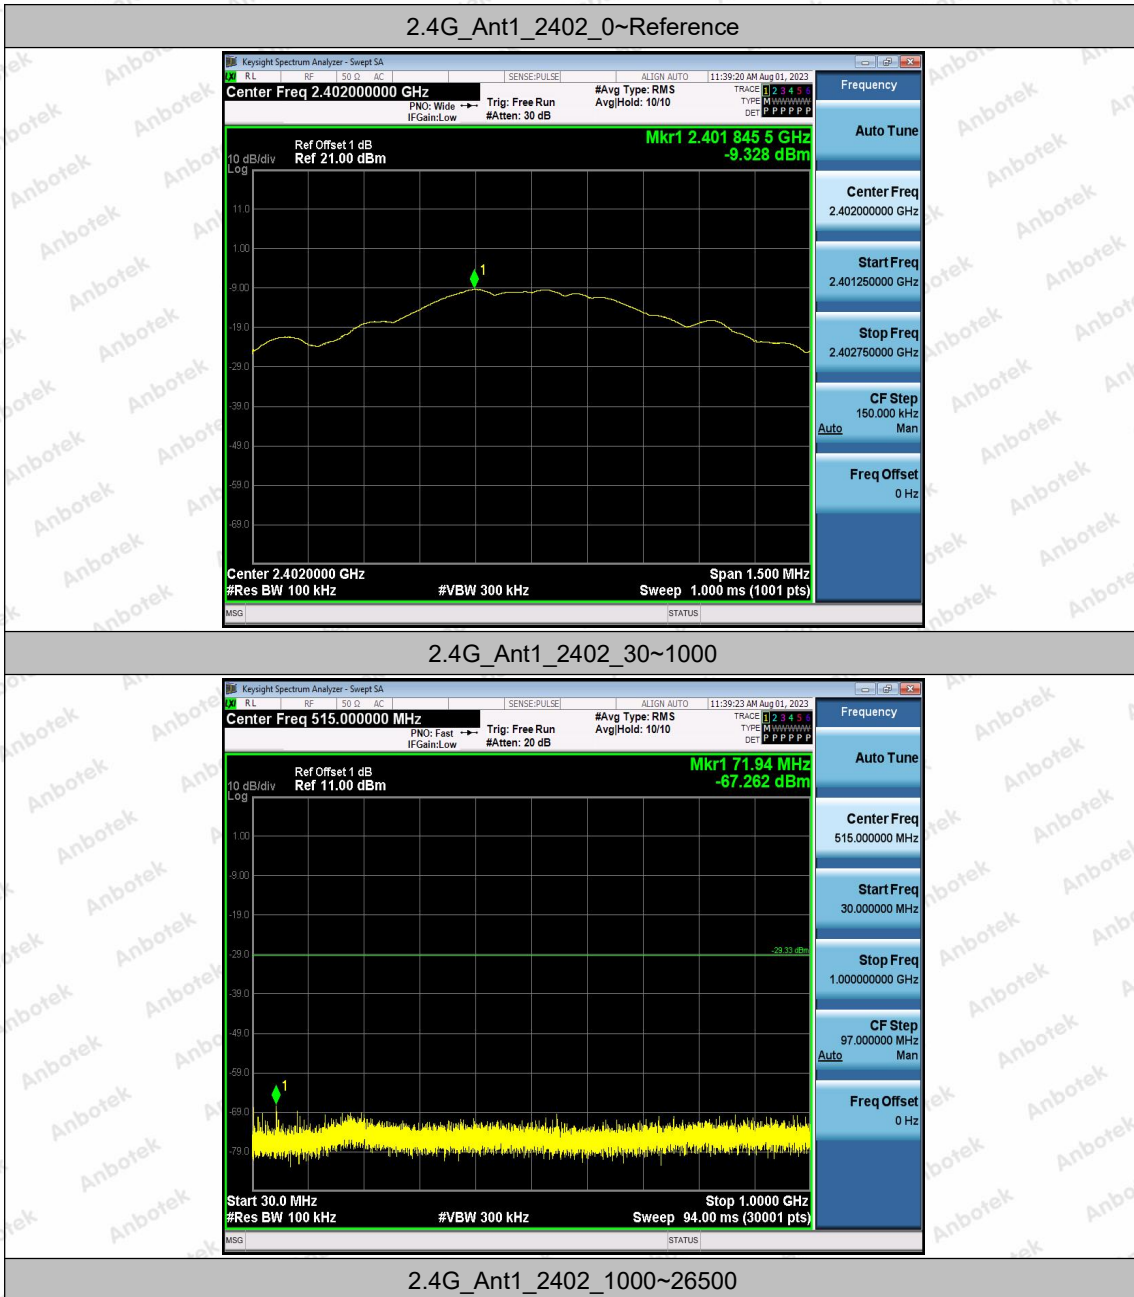 2.4G_Ant1_2402_0~Reference
Keysight Spectrum Analyzer - Swept SA
LXI RL RF 50 Ω AC SENSE:PULSE ALIGN AUTO 11:39:20 AM Aug 01, 2023
Center Freq 2.402000000 GHz #Avg Type: RMS TRACE 1 2 3 4 5 6
PNO: Wide Trig: Free Run Avg|Hold: 10/10 TYPE M WWWWW
IFGain:Low #Atten: 30 dB DET P P P P P P
Mkr1 2.401 845 5 GHz
-9.328 dBm
Ref Offset 1 dB
10 dB/div Ref 21.00 dBm
Log
11.0
1.00
-9.00
-19.0
-29.0
-39.0
-49.0
-59.0
-69.0
1
Center 2.4020000 GHz Span 1.500 MHz
#Res BW 100 kHz #VBW 300 kHz Sweep 1.000 ms (1001 pts)
MSG STATUS
Frequency
Auto Tune
Center Freq
2.402000000 GHz
Start Freq
2.401250000 GHz
Stop Freq
2.402750000 GHz
CF Step
150.000 kHz
Auto Man
Freq Offset
0 Hz
2.4G_Ant1_2402_30~1000
Keysight Spectrum Analyzer - Swept SA
LXI RL RF 50 Ω AC SENSE:PULSE ALIGN AUTO 11:39:23 AM Aug 01, 2023
Center Freq 515.000000 MHz #Avg Type: RMS TRACE 1 2 3 4 5 6
PNO: Fast Trig: Free Run Avg|Hold: 10/10 TYPE M WWWWW
IFGain:Low #Atten: 20 dB DET P P P P P P
Mkr1 71.94 MHz
-67.262 dBm
Ref Offset 1 dB
10 dB/div Ref 11.00 dBm
Log
1.00
-9.00
-19.0
-29.0
-39.0
-49.0
-59.0
-69.0
-79.0
-29.33 dBm
1
Start 30.0 MHz Stop 1.0000 GHz
#Res BW 100 kHz #VBW 300 kHz Sweep 94.00 ms (30001 pts)
MSG STATUS
Frequency
Auto Tune
Center Freq
515.000000 MHz
Start Freq
30.000000 MHz
Stop Freq
1.000000000 GHz
CF Step
97.000000 MHz
Auto Man
Freq Offset
0 Hz
2.4G_Ant1_2402_1000~26500
Anbotek